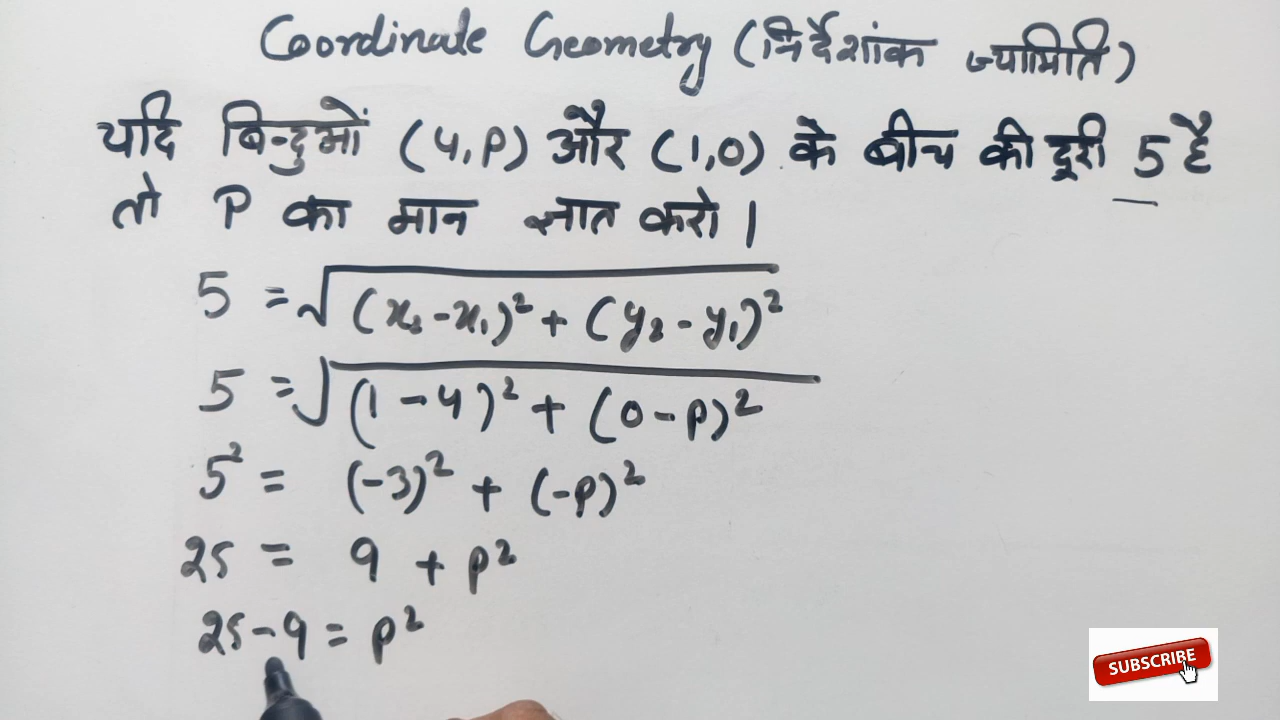 Coordinate Geometry (निर्देशांक ज्यामिति)
यदि बिन्दुओं (4,P) और (1,0) के बीच की दूरी 5 है
तो P का मान ज्ञात करो ।
5 = √(x₂-x₁)² + (y₂-y₁)²
5 = √(1-4)² + (0-P)²
5² = (-3)² + (-P)²
25 = 9 + P²
25-9 = P²
SUBSCRIBE